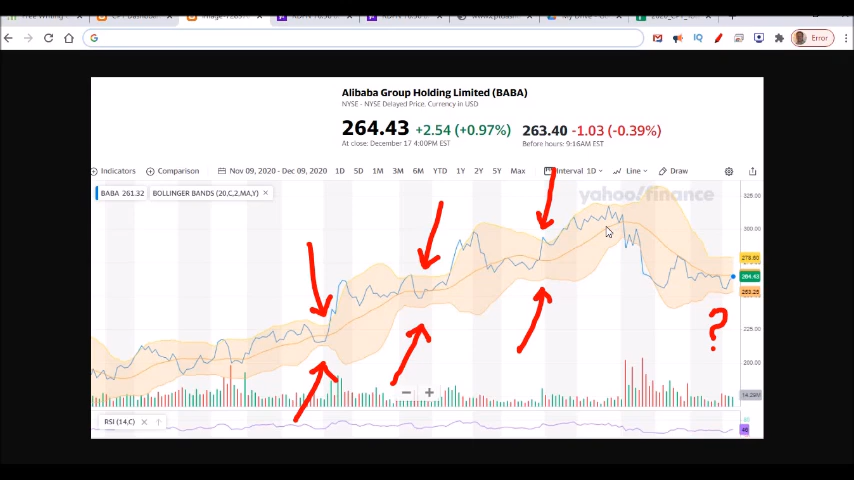 Error
Alibaba Group Holding Limited (BABA)
NYSE - NYSE Delayed Price. Currency in USD
264.43 +2.54 (+0.97%) 263.40 -1.03 (-0.39%)
At close: December 17 4:00PM EST Before hours: 9:16AM EST
Indicators Comparison Nov 09, 2020 - Dec 09, 2020 1D 5D 1M 3M 6M YTD 1Y 2Y 5Y Max Interval 1D Line Draw
BABA 261.32 BOLLINGER BANDS (20,C,2,MA,Y) ×
yahoo!finance
325.00
300.00
278.60
264.43
225.00
200.00
RSI (14,C) ×
?